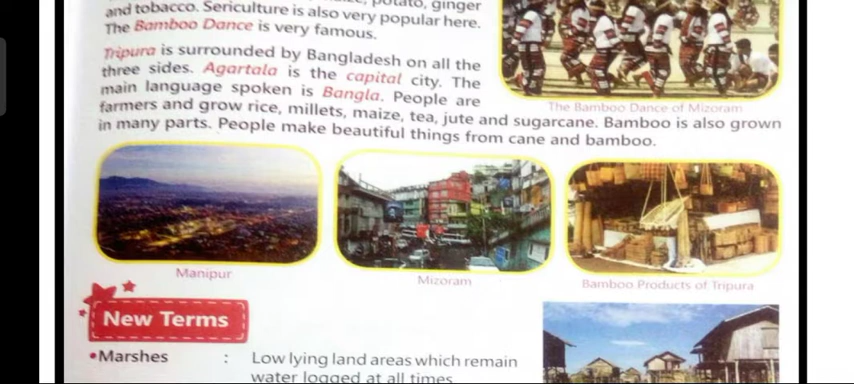 potato, ginger
and tobacco. Sericulture is also very popular here.
The Bamboo Dance is very famous.
Tripura is surrounded by Bangladesh on all the
three sides. Agartala is the capital city. The
main language spoken is Bangla. People are
farmers and grow rice, millets, maize, tea, jute and sugarcane. Bamboo is also grown
in many parts. People make beautiful things from cane and bamboo.
The Bamboo Dance of Mizoram
Manipur
Mizoram
Bamboo Products of Tripura
New Terms
•Marshes : Low lying land areas which remain
water logged at all times